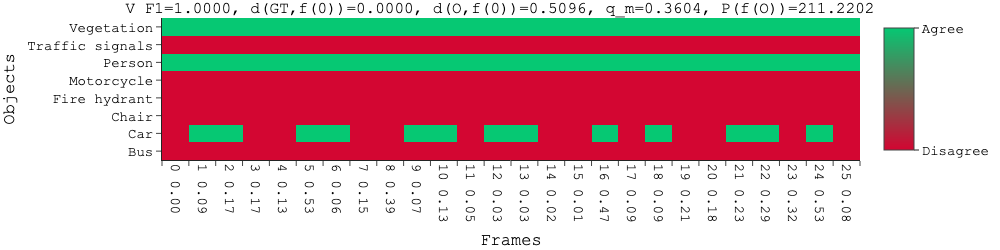 V F1=1.0000, d(GT,f(0))=0.0000, d(O,f(0))=0.5096, q_m=0.3604, P(f(O))=211.2202
Objects
Vegetation
Traffic signals
Person
Motorcycle
Fire hydrant
Chair
Car
Bus
0 0.00
1 0.09
2 0.17
3 0.17
4 0.13
5 0.53
6 0.06
7 0.15
8 0.39
9 0.07
10 0.13
11 0.05
12 0.03
13 0.03
14 0.02
15 0.01
16 0.47
17 0.09
18 0.09
19 0.21
20 0.18
21 0.23
22 0.29
23 0.32
24 0.53
25 0.08
Frames
Agree
Disagree